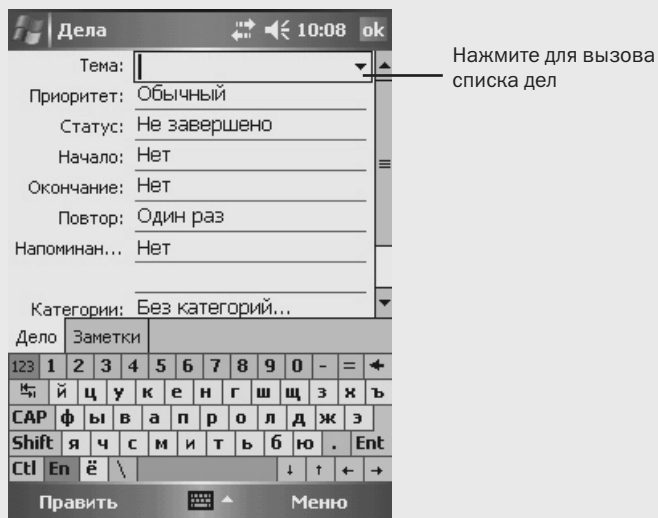 Дела 10:08 ok
Тема:
Нажмите для вызова
списка дел
Приоритет: Обычный
Статус: Не завершено
Начало: Нет
Окончание: Нет
Повтор: Один раз
Напоминан... Нет
Категории: Без категорий...
Дело Заметки
123 1 2 3 4 5 6 7 8 9 0 - =
й ц у к е н г ш щ з х ъ
CAP ф ы в а п р о л д ж э
Shift я ч с м и т ь б ю . Ent
Ctl En ё \ ↓ ↑ ← →
Править Меню